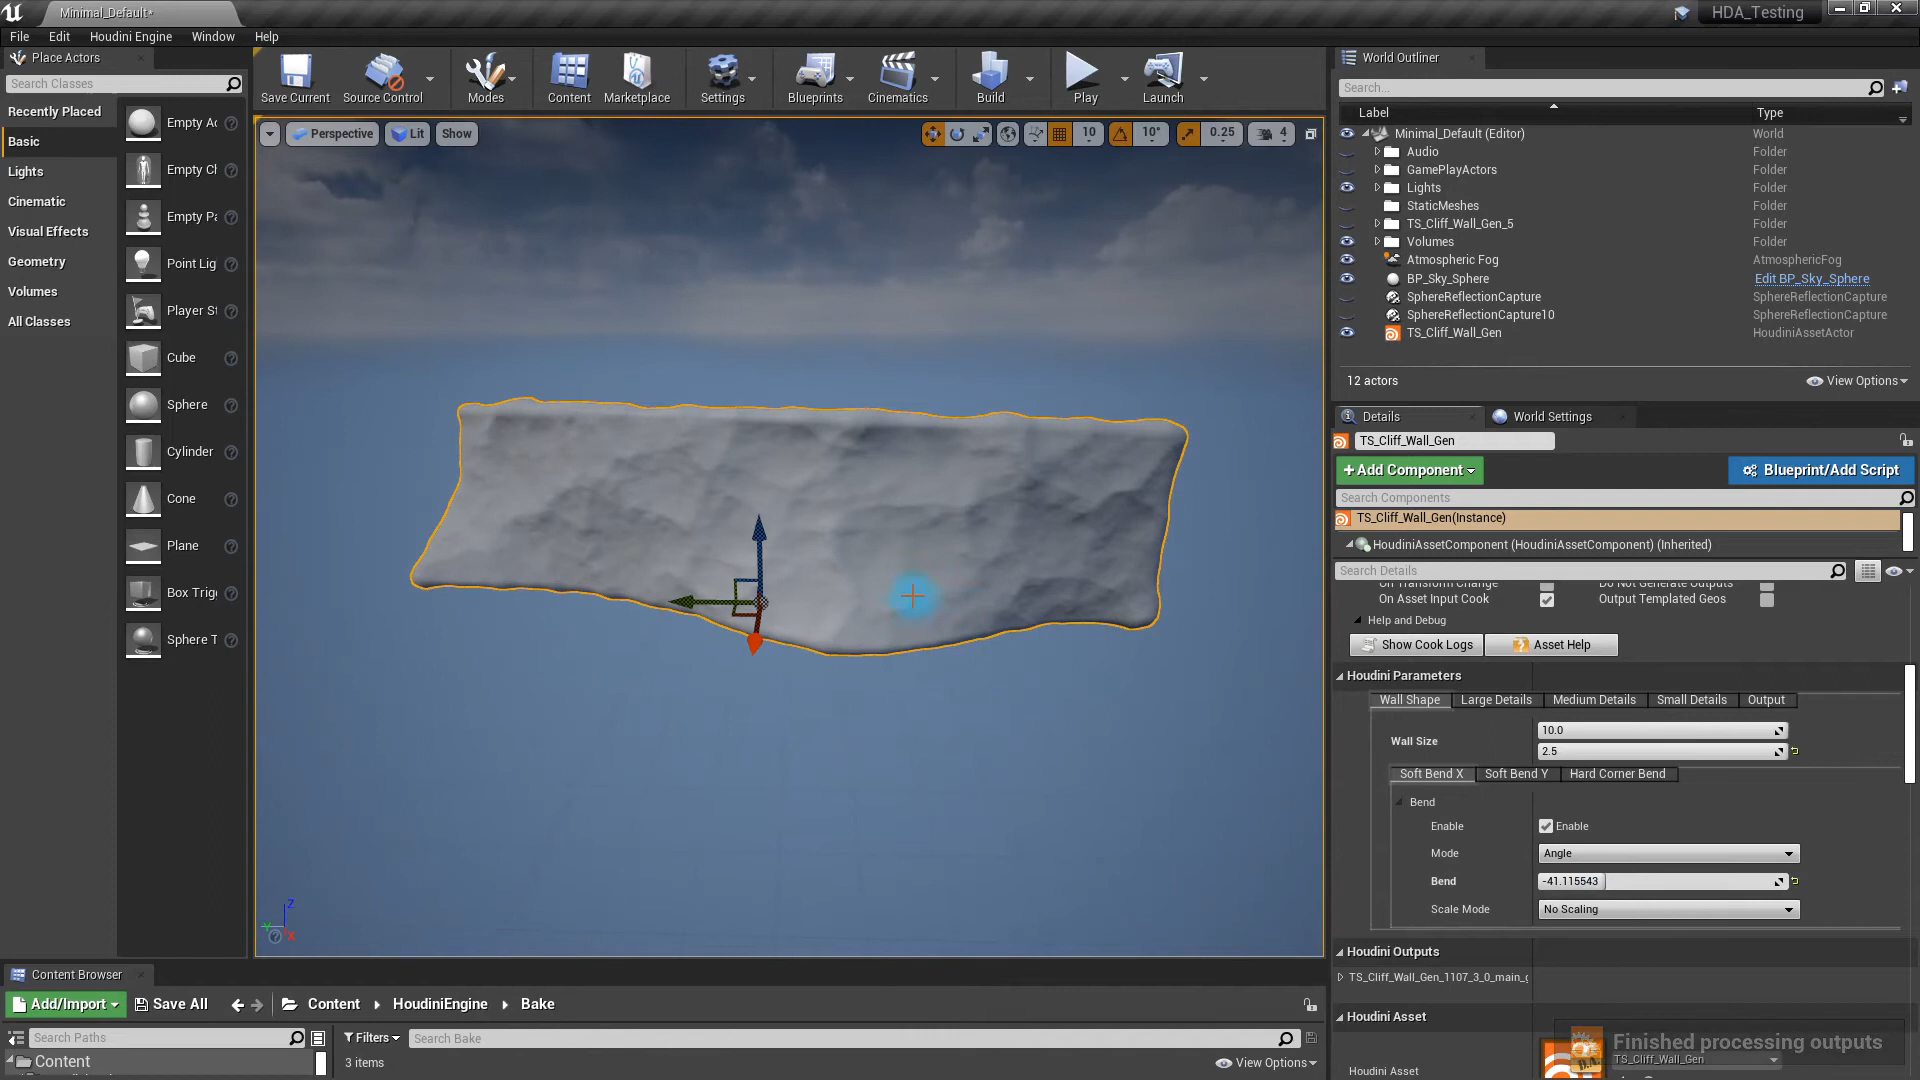 Minimal_Default*
HDA_Testing
File
Edit
Houdini Engine
Window
Help
Place Actors
Search Classes
Recently Placed
Basic
Lights
Cinematic
Visual Effects
Geometry
Volumes
All Classes
Empty Ac
Empty Ch
Empty Pa
Point Lig
Player St
Cube
Sphere
Cylinder
Cone
Plane
Box Trigg
Sphere T
Save Current
Source Control
Modes
Content
Marketplace
Settings
Blueprints
Cinematics
Build
Play
Launch
Perspective
Lit
Show
10
10°
0.25
4
Z
Y
X
World Outliner
Search...
Label
Type
Minimal_Default (Editor)
World
Audio
Folder
GamePlayActors
Folder
Lights
Folder
StaticMeshes
Folder
TS_Cliff_Wall_Gen_5
Folder
Volumes
Folder
Atmospheric Fog
AtmosphericFog
BP_Sky_Sphere
Edit BP_Sky_Sphere
SphereReflectionCapture
SphereReflectionCapture
SphereReflectionCapture10
SphereReflectionCapture
TS_Cliff_Wall_Gen
HoudiniAssetActor
12 actors
View Options
Details
World Settings
TS_Cliff_Wall_Gen
+Add Component
Blueprint/Add Script
Search Components
TS_Cliff_Wall_Gen(Instance)
HoudiniAssetComponent (HoudiniAssetComponent) (Inherited)
Search Details
On Transform Change
Do Not Generate Outputs
On Asset Input Cook
Output Templated Geos
Help and Debug
Show Cook Logs
Asset Help
Houdini Parameters
Wall Shape
Large Details
Medium Details
Small Details
Output
Wall Size
10.0
2.5
Soft Bend X
Soft Bend Y
Hard Corner Bend
Bend
Enable
Enable
Mode
Angle
Bend
-41.115543
Scale Mode
No Scaling
Houdini Outputs
TS_Cliff_Wall_Gen_1107_3_0_main_g
Houdini Asset
Finished processing outputs
TS_Cliff_Wall_Gen
Houdini Asset
Content Browser
Add/Import
Save All
Content
HoudiniEngine
Bake
Search Paths
Filters
Search Bake
Content
3 items
View Options